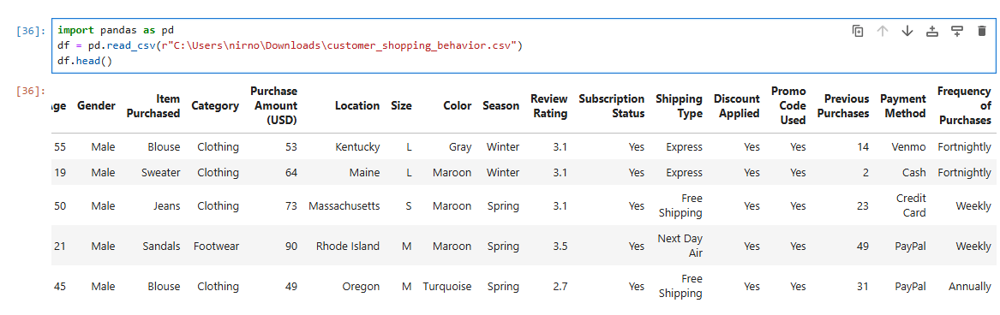 [36]:
import pandas as pd
df = pd.read_csv(r"C:\Users\nirno\Downloads\customer_shopping_behavior.csv")
df.head()
[36]:
ge Gender Item Purchased Category Purchase Amount (USD) Location Size Color Season Review Rating Subscription Status Shipping Type Discount Applied Promo Code Used Previous Purchases Payment Method Frequency of Purchases
55 Male Blouse Clothing 53 Kentucky L Gray Winter 3.1 Yes Express Yes Yes 14 Venmo Fortnightly
19 Male Sweater Clothing 64 Maine L Maroon Winter 3.1 Yes Express Yes Yes 2 Cash Fortnightly
50 Male Jeans Clothing 73 Massachusetts S Maroon Spring 3.1 Yes Free Shipping Yes Yes 23 Credit Card Weekly
21 Male Sandals Footwear 90 Rhode Island M Maroon Spring 3.5 Yes Next Day Air Yes Yes 49 PayPal Weekly
45 Male Blouse Clothing 49 Oregon M Turquoise Spring 2.7 Yes Free Shipping Yes Yes 31 PayPal Annually